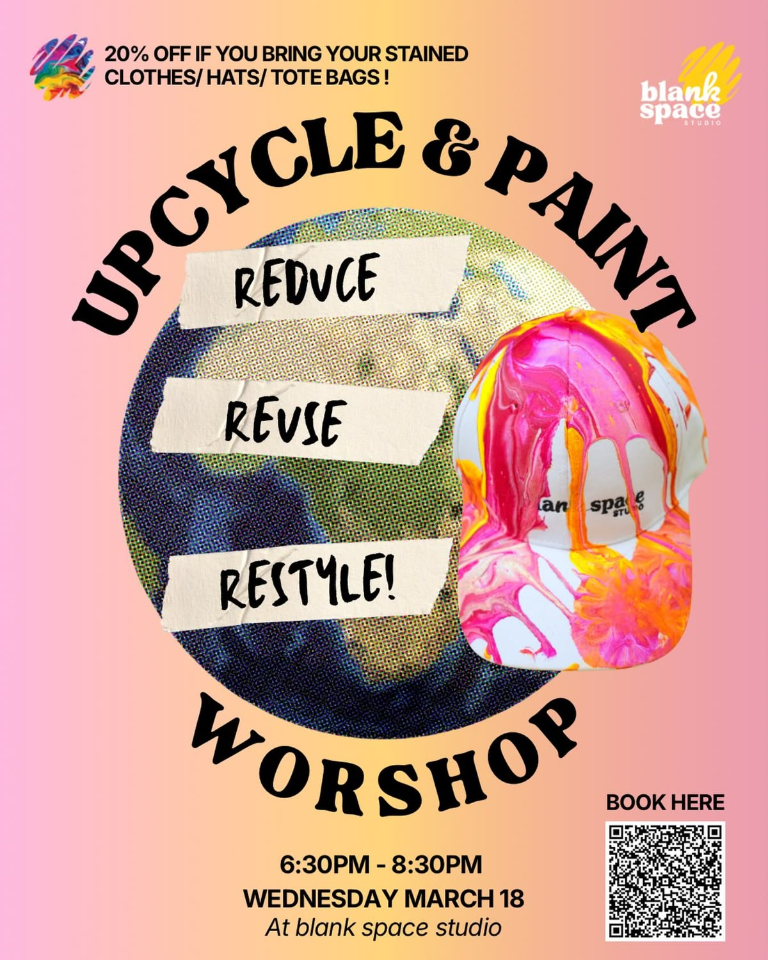 20% OFF IF YOU BRING YOUR STAINED
CLOTHES/ HATS/ TOTE BAGS !
blank
space
STUDIO
UPCYCLE & PAINT
REDUCE
REUSE
RESTYLE!
lan space
STUDIO
WORSHOP
BOOK HERE
6:30PM - 8:30PM
WEDNESDAY MARCH 18
At blank space studio